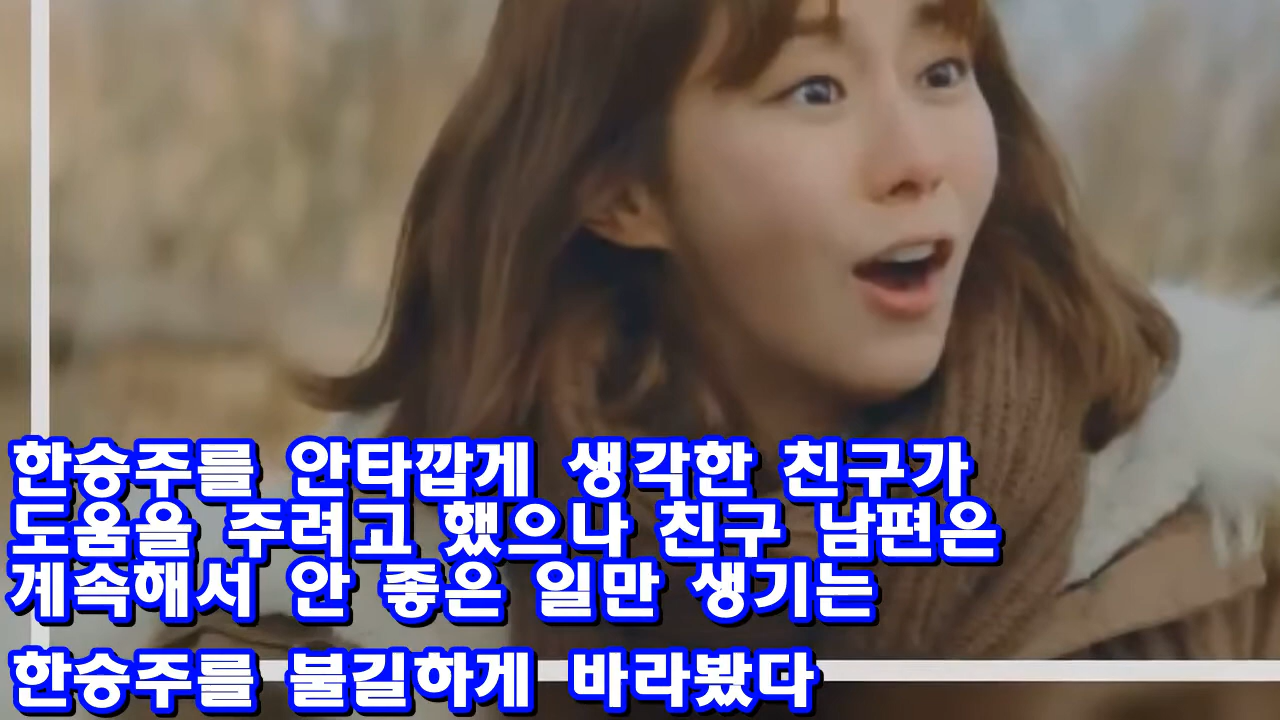 한승주를 안타깝게 생각한 친구가
도움을 주려고 했으나 친구 남편은
계속해서 안 좋은 일만 생기는
한승주를 불길하게 바라봤다